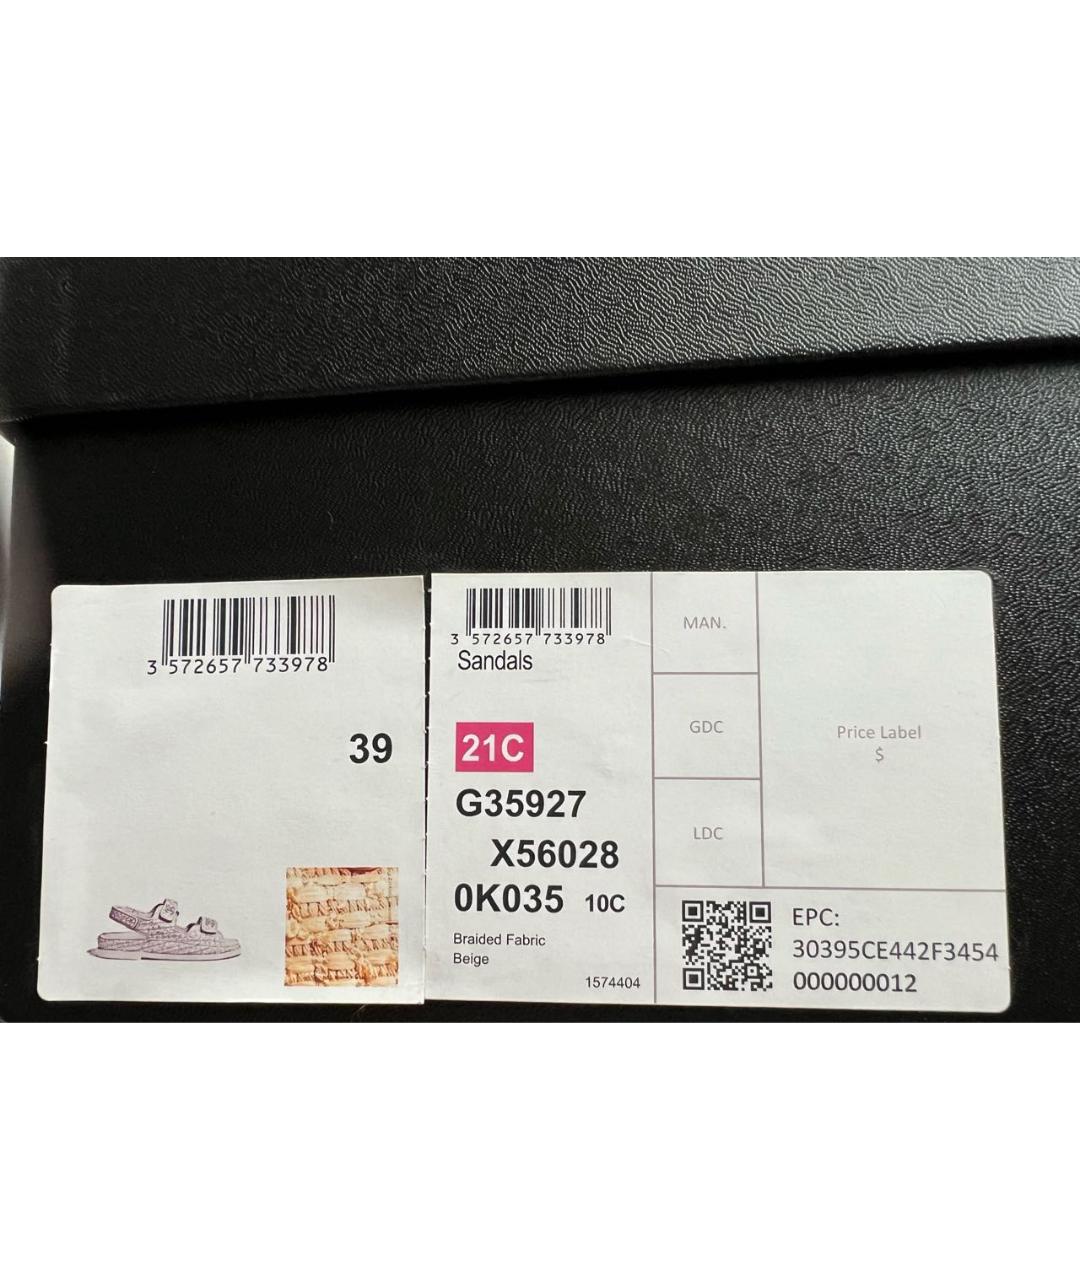 3 572657 733978
39
3 572657 733978
Sandals
21C
G35927
X56028
0K035 10C
Braided Fabric
Beige
1574404
MAN.
GDC
LDC
Price Label
$
EPC:
30395CE442F3454
000000012